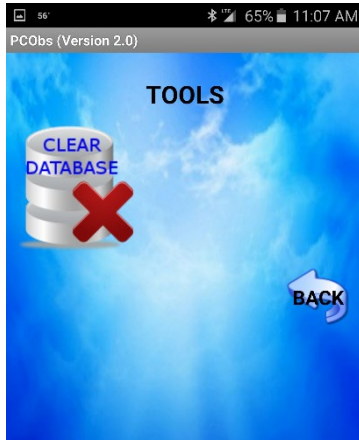 56° 65% 11:07 AM
PCObs (Version 2.0)
TOOLS
CLEAR
DATABASE
BACK